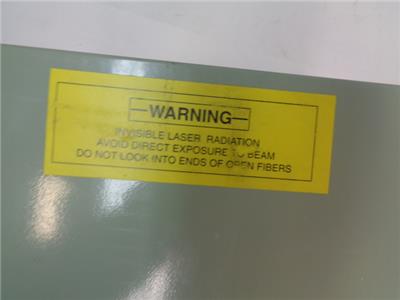 WARNING
INVISIBLE LASER RADIATION
AVOID DIRECT EXPOSURE TO BEAM
DO NOT LOOK INTO ENDS OF OPEN FIBERS